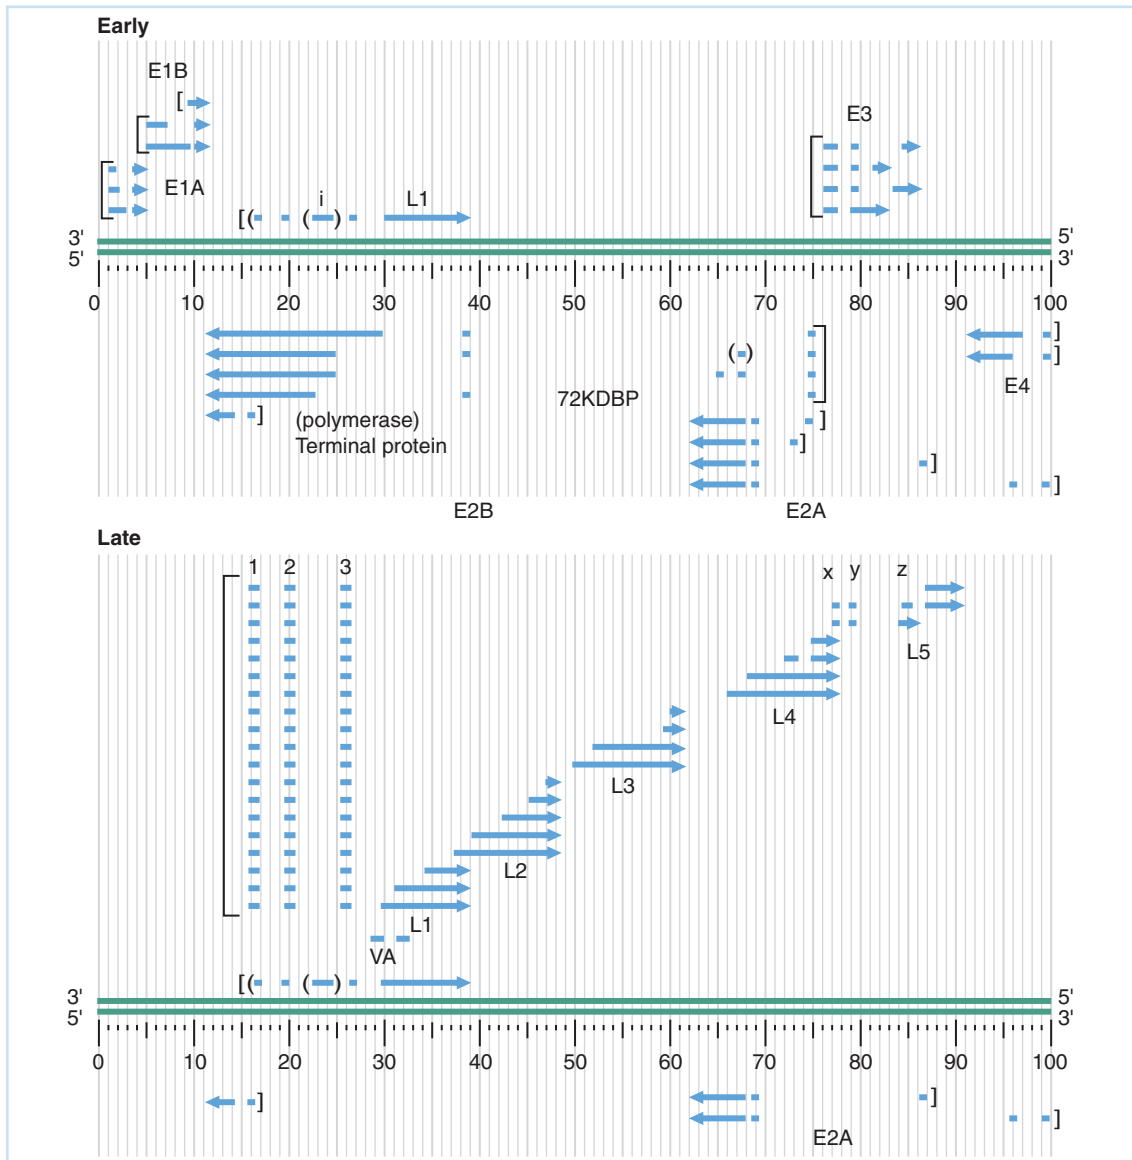 Early
E1B
[
E3
E1A
i
L1
[( ( )
3' 5'
5' 3'
0 10 20 30 40 50 60 70 80 90 100
]
( ) ]
E4
72KDBP
] (polymerase) ]
Terminal protein ]
]
]
E2B E2A
Late
1 2 3 x y z
L5
L4
L3
L2
L1
VA
[( ( )
3' 5'
5' 3'
0 10 20 30 40 50 60 70 80 90 100
] ]
]
E2A